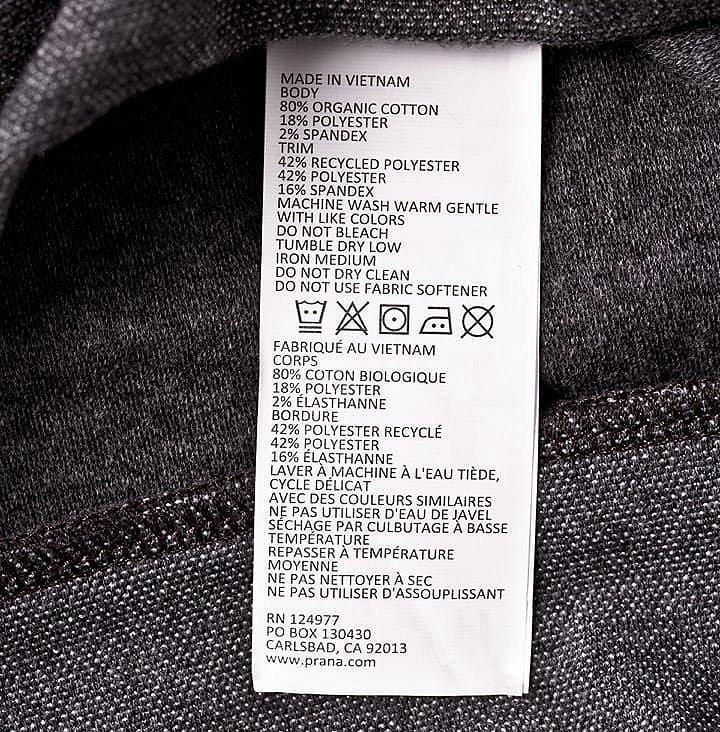 MADE IN VIETNAM
BODY
80% ORGANIC COTTON
18% POLYESTER
2% SPANDEX
TRIM
42% RECYCLED POLYESTER
42% POLYESTER
16% SPANDEX
MACHINE WASH WARM GENTLE
WITH LIKE COLORS
DO NOT BLEACH
TUMBLE DRY LOW
IRON MEDIUM
DO NOT DRY CLEAN
DO NOT USE FABRIC SOFTENER
FABRIQUÉ AU VIETNAM
CORPS
80% COTON BIOLOGIQUE
18% POLYESTER
2% ÉLASTHANNE
BORDURE
42% POLYESTER RECYCLÉ
42% POLYESTER
16% ÉLASTHANNE
LAVER À MACHINE À L'EAU TIÈDE,
CYCLE DÉLICAT
AVEC DES COULEURS SIMILAIRES
NE PAS UTILISER D'EAU DE JAVEL
SÉCHAGE PAR CULBUTAGE À BASSE
TEMPÉRATURE
REPASSER À TEMPÉRATURE
MOYENNE
NE PAS NETTOYER À SEC
NE PAS UTILISER D'ASSOUPLISSANT
RN 124977
PO BOX 130430
CARLSBAD, CA 92013
www.prana.com